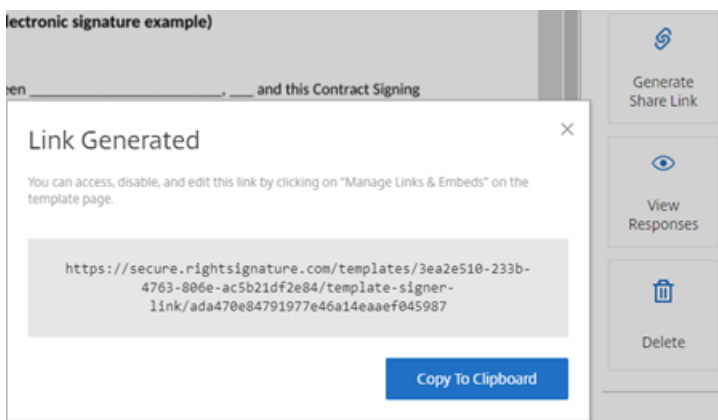 lectronic signature example)
een ________________________, ___ and this Contract Signing
Link Generated
You can access, disable, and edit this link by clicking on "Manage Links & Embeds" on the
template page.
https://secure.rightsignature.com/templates/3ea2e510-233b-
4763-806e-ac5b21df2e84/template-signer-
link/ada470e84791977e46a14eaaef045987
Copy To Clipboard
Generate
Share Link
View
Responses
Delete